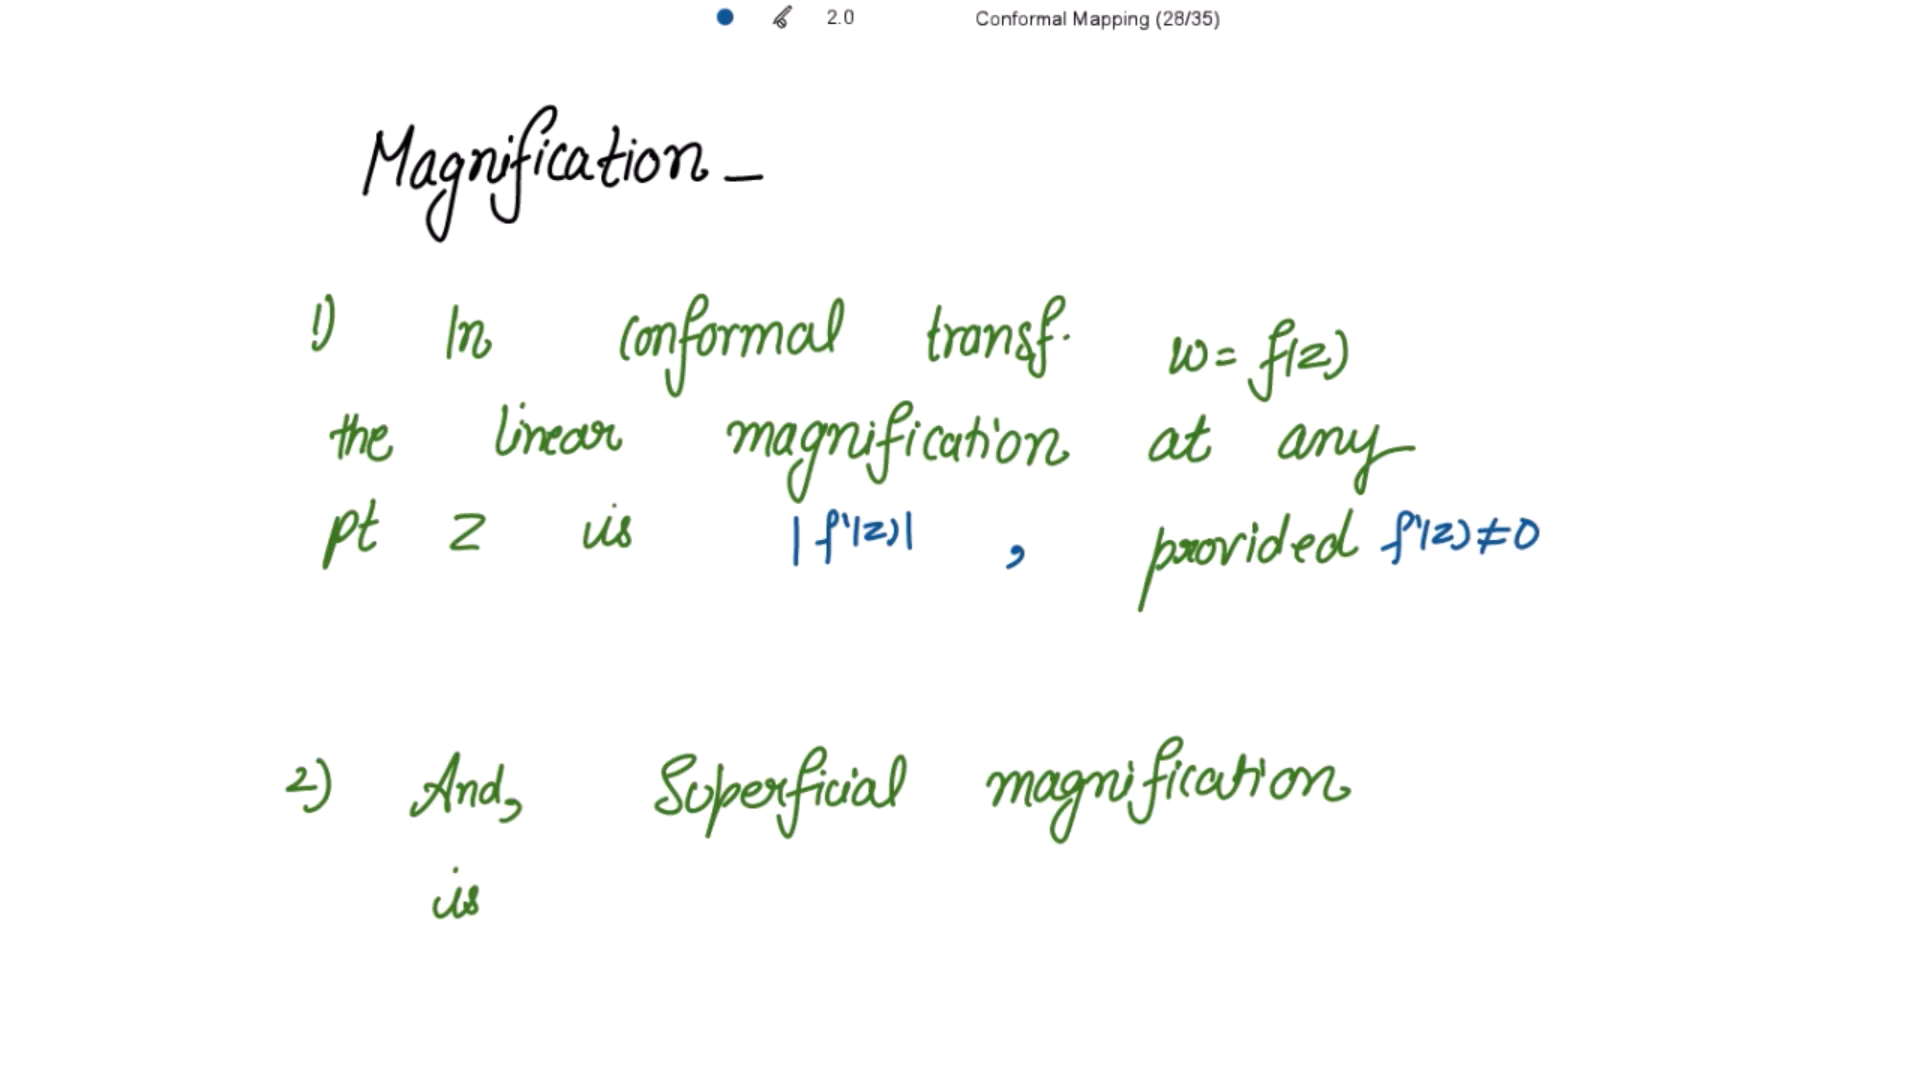 2.0 Conformal Mapping (28/35)
Magnification -
1) In conformal transf. w = f(z)
the linear magnification at any
pt z is |f'(z)| , provided f'(z) ≠ 0
2) And, Superficial magnification
is